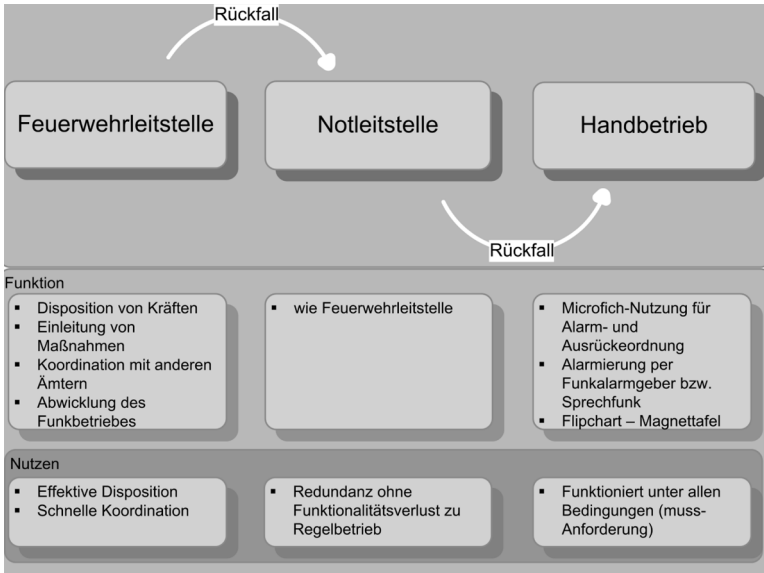 Rückfall
Feuerwehrleitstelle
Notleitstelle
Handbetrieb
Rückfall
Funktion
▪ Disposition von Kräften
▪ Einleitung von
Maßnahmen
▪ Koordination mit anderen
Ämtern
▪ Abwicklung des
Funkbetriebes
▪ wie Feuerwehrleitstelle
▪ Microfich-Nutzung für
Alarm- und
Ausrückeordnung
▪ Alarmierung per
Funkalarmgeber bzw.
Sprechfunk
▪ Flipchart – Magnettafel
Nutzen
▪ Effektive Disposition
▪ Schnelle Koordination
▪ Redundanz ohne
Funktionalitätsverlust zu
Regelbetrieb
▪ Funktioniert unter allen
Bedingungen (muss-
Anforderung)